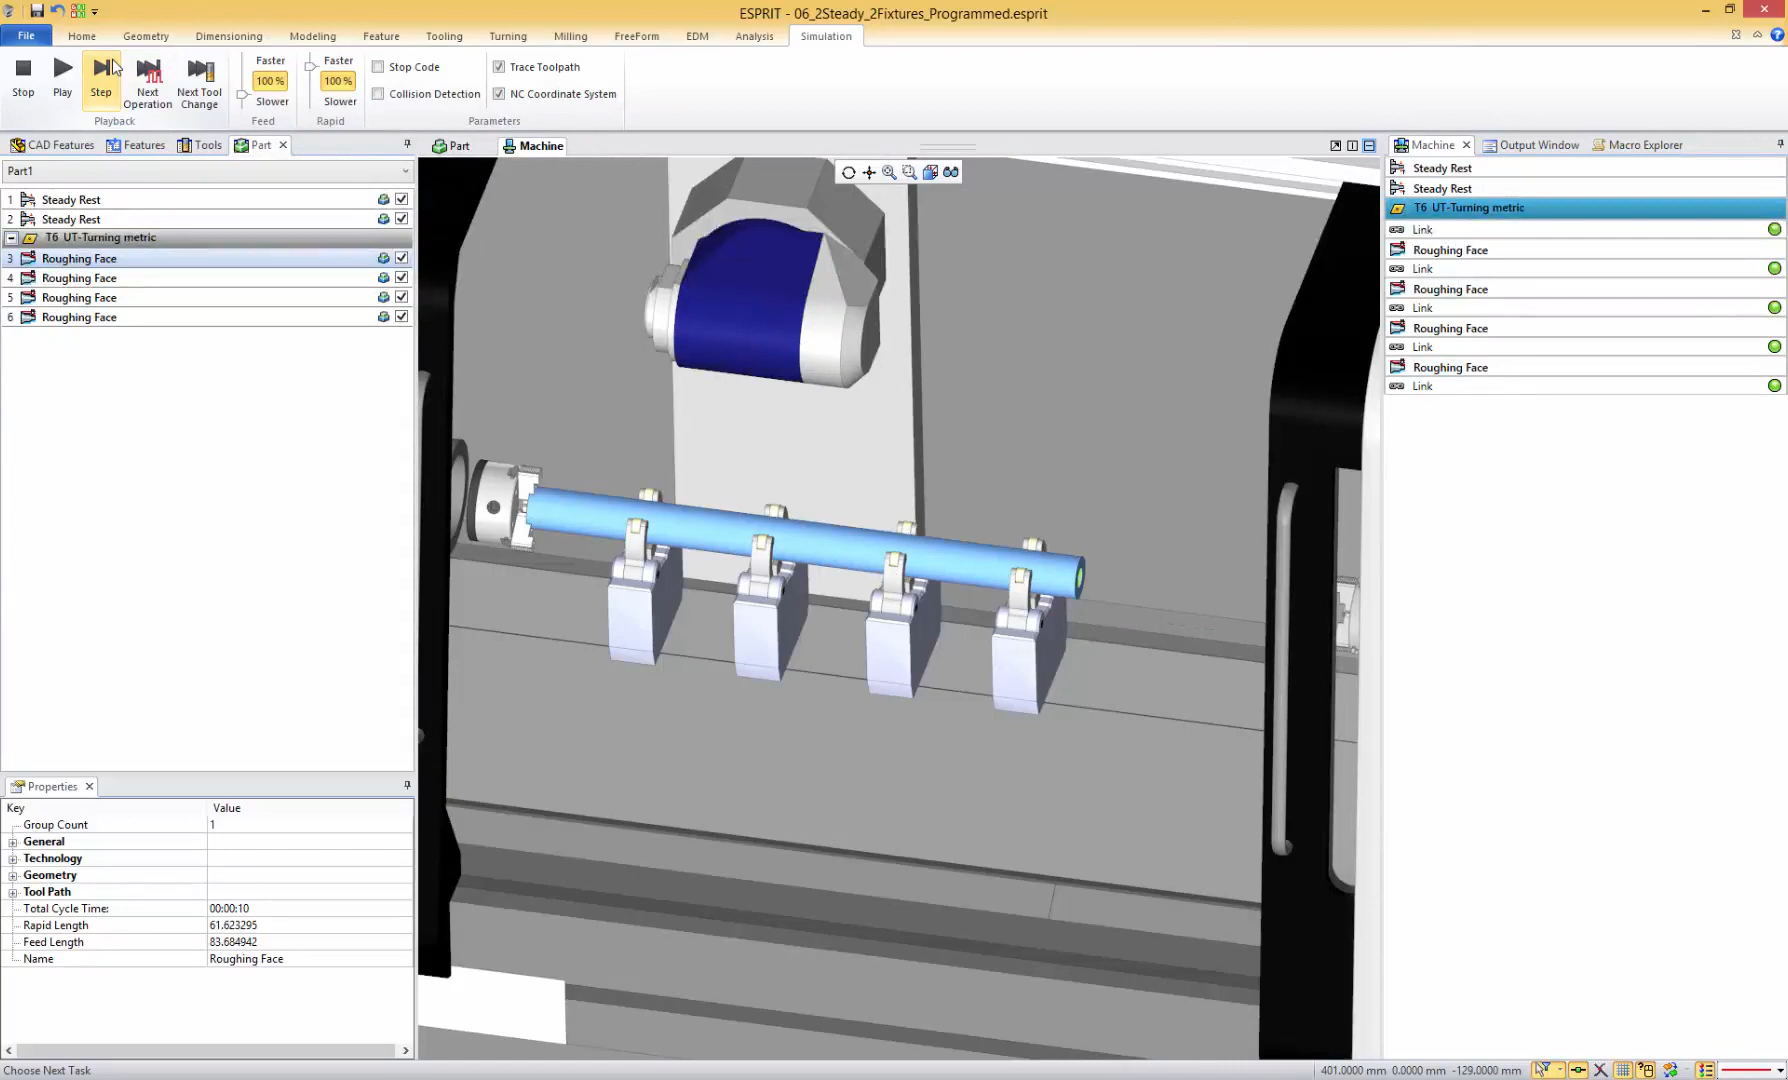 ESPRIT - 06_2Steady_2Fixtures_Programmed.esprit
File Home Geometry Dimensioning Modeling Feature Tooling Turning Milling FreeForm EDM Analysis Simulation
Stop Play Step Next Operation Next Tool Change
Playback
Faster 100 % Slower
Feed
Faster 100 % Slower
Rapid
Stop Code Trace Toolpath
Collision Detection NC Coordinate System
Parameters
CAD Features Features Tools Part
Part1
1 Steady Rest
2 Steady Rest
T6 UT-Turning metric
3 Roughing Face
4 Roughing Face
5 Roughing Face
6 Roughing Face
Properties
Key Value
Group Count 1
General
Technology
Geometry
Tool Path
Total Cycle Time: 00:00:10
Rapid Length 61.623295
Feed Length 83.684942
Name Roughing Face
Part Machine
Machine Output Window Macro Explorer
Steady Rest
Steady Rest
T6 UT-Turning metric
Link
Roughing Face
Link
Roughing Face
Link
Roughing Face
Link
Roughing Face
Link
Choose Next Task
401.0000 mm 0.0000 mm -129.0000 mm